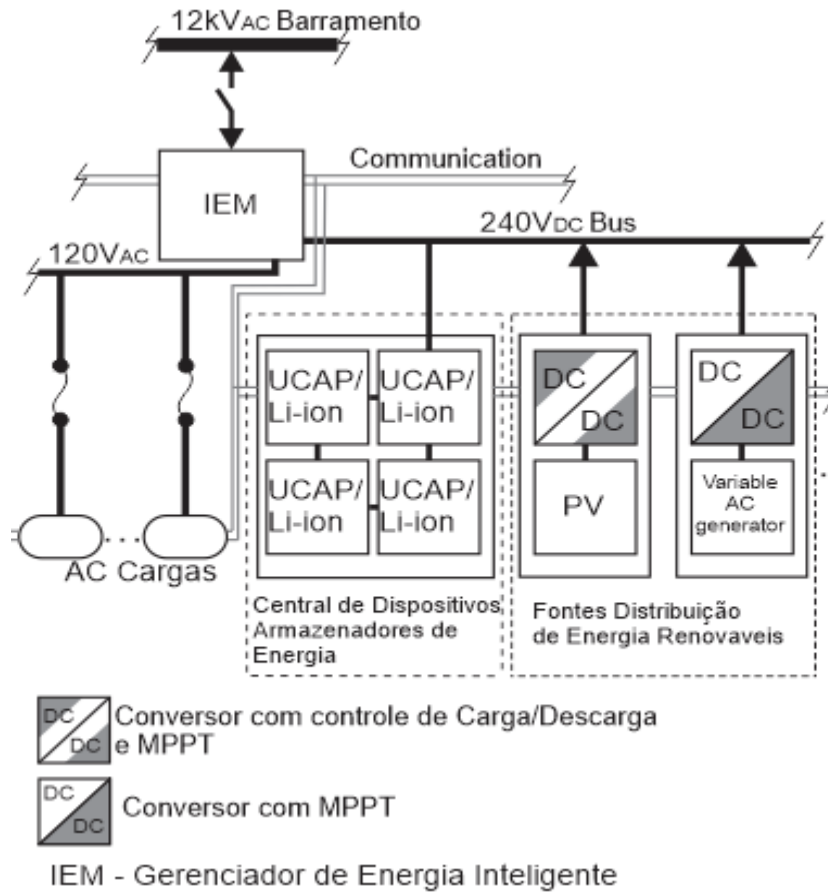 12kVAC Barramento
Communication
IEM
240VDC Bus
120VAC
UCAP/
Li-ion
UCAP/
Li-ion
UCAP/
Li-ion
UCAP/
Li-ion
DC
DC
DC
DC
PV
Variable
AC
generator
AC Cargas
Central de Dispositivos
Armazenadores de
Energia
Fontes Distribuição
de Energia Renovaveis
DC
DC
Conversor com controle de Carga/Descarga
e MPPT
DC
DC
Conversor com MPPT
IEM - Gerenciador de Energia Inteligente